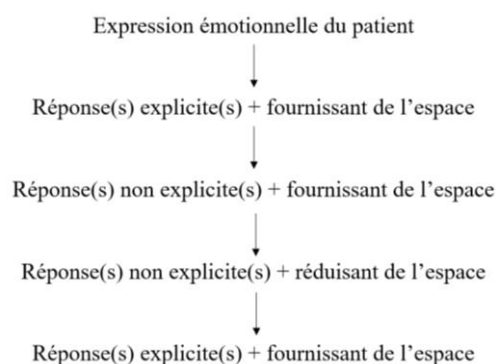 Expression émotionnelle du patient
Réponse(s) explicite(s) + fournissant de l’espace
Réponse(s) non explicite(s) + fournissant de l’espace
Réponse(s) non explicite(s) + réduisant de l’espace
Réponse(s) explicite(s) + fournissant de l’espace